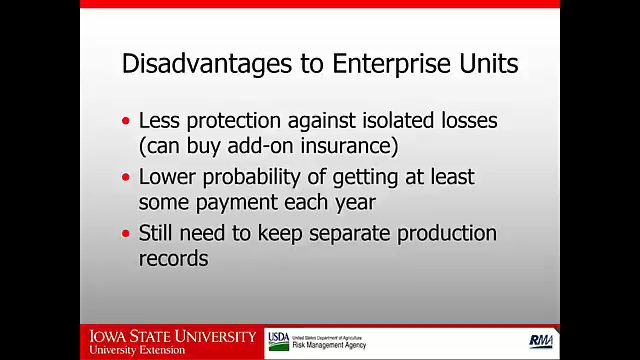 Disadvantages to Enterprise Units
• Less protection against isolated losses
(can buy add-on insurance)
• Lower probability of getting at least
some payment each year
• Still need to keep separate production
records
IOWA STATE UNIVERSITY
University Extension
USDA
United States Department of Agriculture
Risk Management Agency
RMA